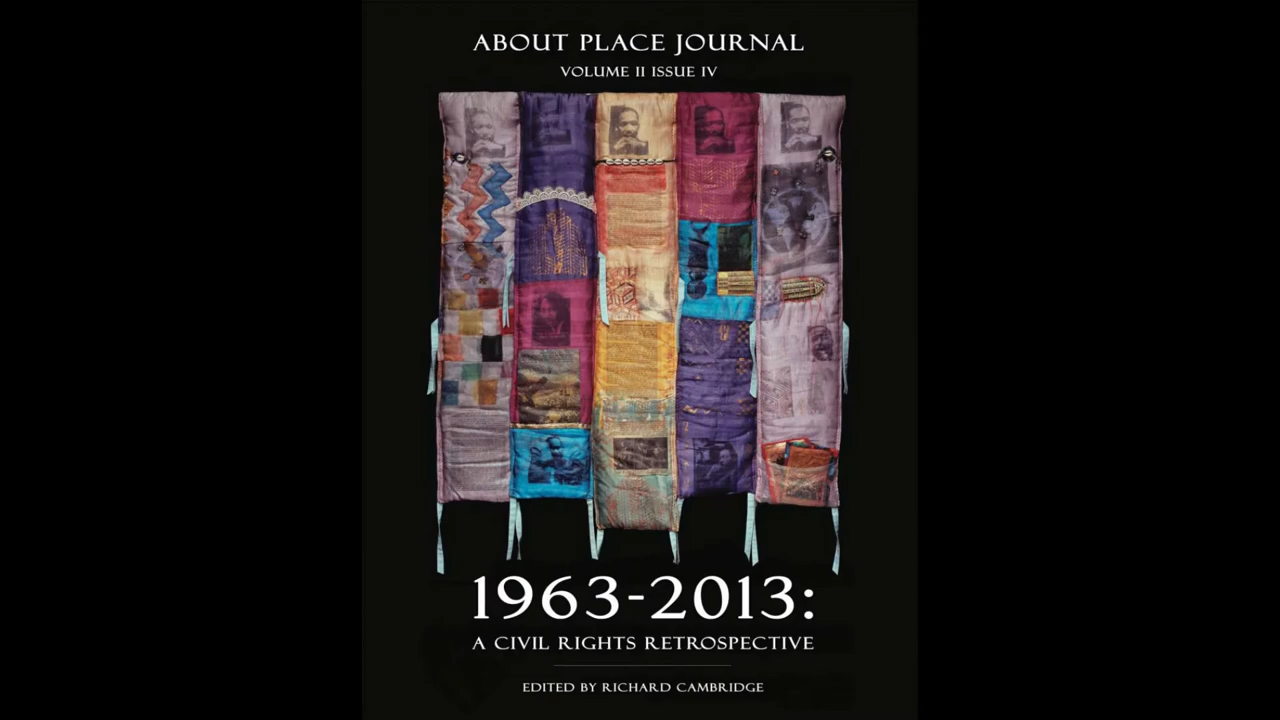 ABOUT PLACE JOURNAL
VOLUME II ISSUE IV
1963-2013:
A CIVIL RIGHTS RETROSPECTIVE
EDITED BY RICHARD CAMBRIDGE